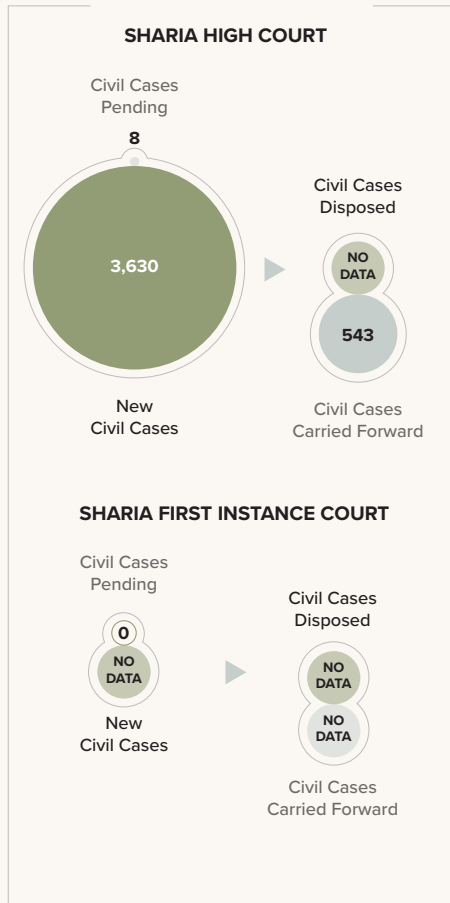 SHARIA HIGH COURT
Civil Cases
Pending
8
3,630
New
Civil Cases
Civil Cases
Disposed
NO
DATA
543
Civil Cases
Carried Forward
SHARIA FIRST INSTANCE COURT
Civil Cases
Pending
0
NO
DATA
New
Civil Cases
Civil Cases
Disposed
NO
DATA
NO
DATA
Civil Cases
Carried Forward